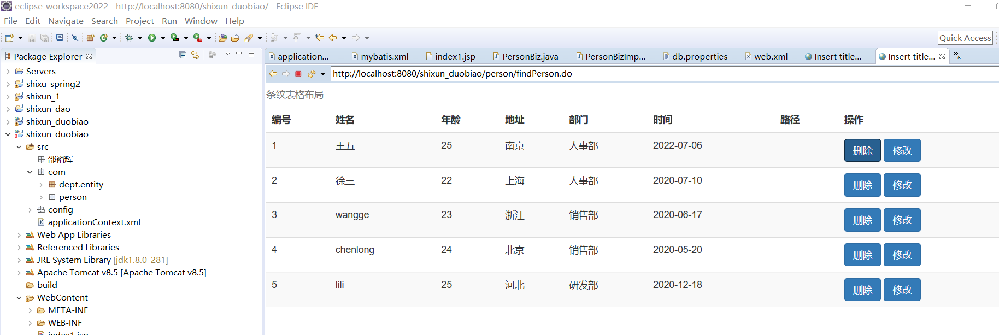 eclipse-workspace2022 - http://localhost:8080/shixun_duobiao/ - Eclipse IDE
File Edit Navigate Search Project Run Window Help
Quick Access
Package Explorer
Servers
shixu_spring2
shixun_1
shixun_dao
shixun_duobiao
shixun_duobiao_
src
邵裕辉
com
dept.entity
person
config
applicationContext.xml
Web App Libraries
Referenced Libraries
JRE System Library [jdk1.8.0_281]
Apache Tomcat v8.5 [Apache Tomcat v8.5]
build
WebContent
META-INF
WEB-INF
index1.jsp
application... mybatis.xml index1.jsp PersonBiz.java PersonBizImp... db.properties web.xml Insert title... Insert title... »6
http://localhost:8080/shixun_duobiao/person/findPerson.do
条纹表格布局
编号 姓名 年龄 地址 部门 时间 路径 操作
1 王五 25 南京 人事部 2022-07-06 删除 修改
2 徐三 22 上海 人事部 2020-07-10 删除 修改
3 wangge 23 浙江 销售部 2020-06-17 删除 修改
4 chenlong 24 北京 销售部 2020-05-20 删除 修改
5 lili 25 河北 研发部 2020-12-18 删除 修改